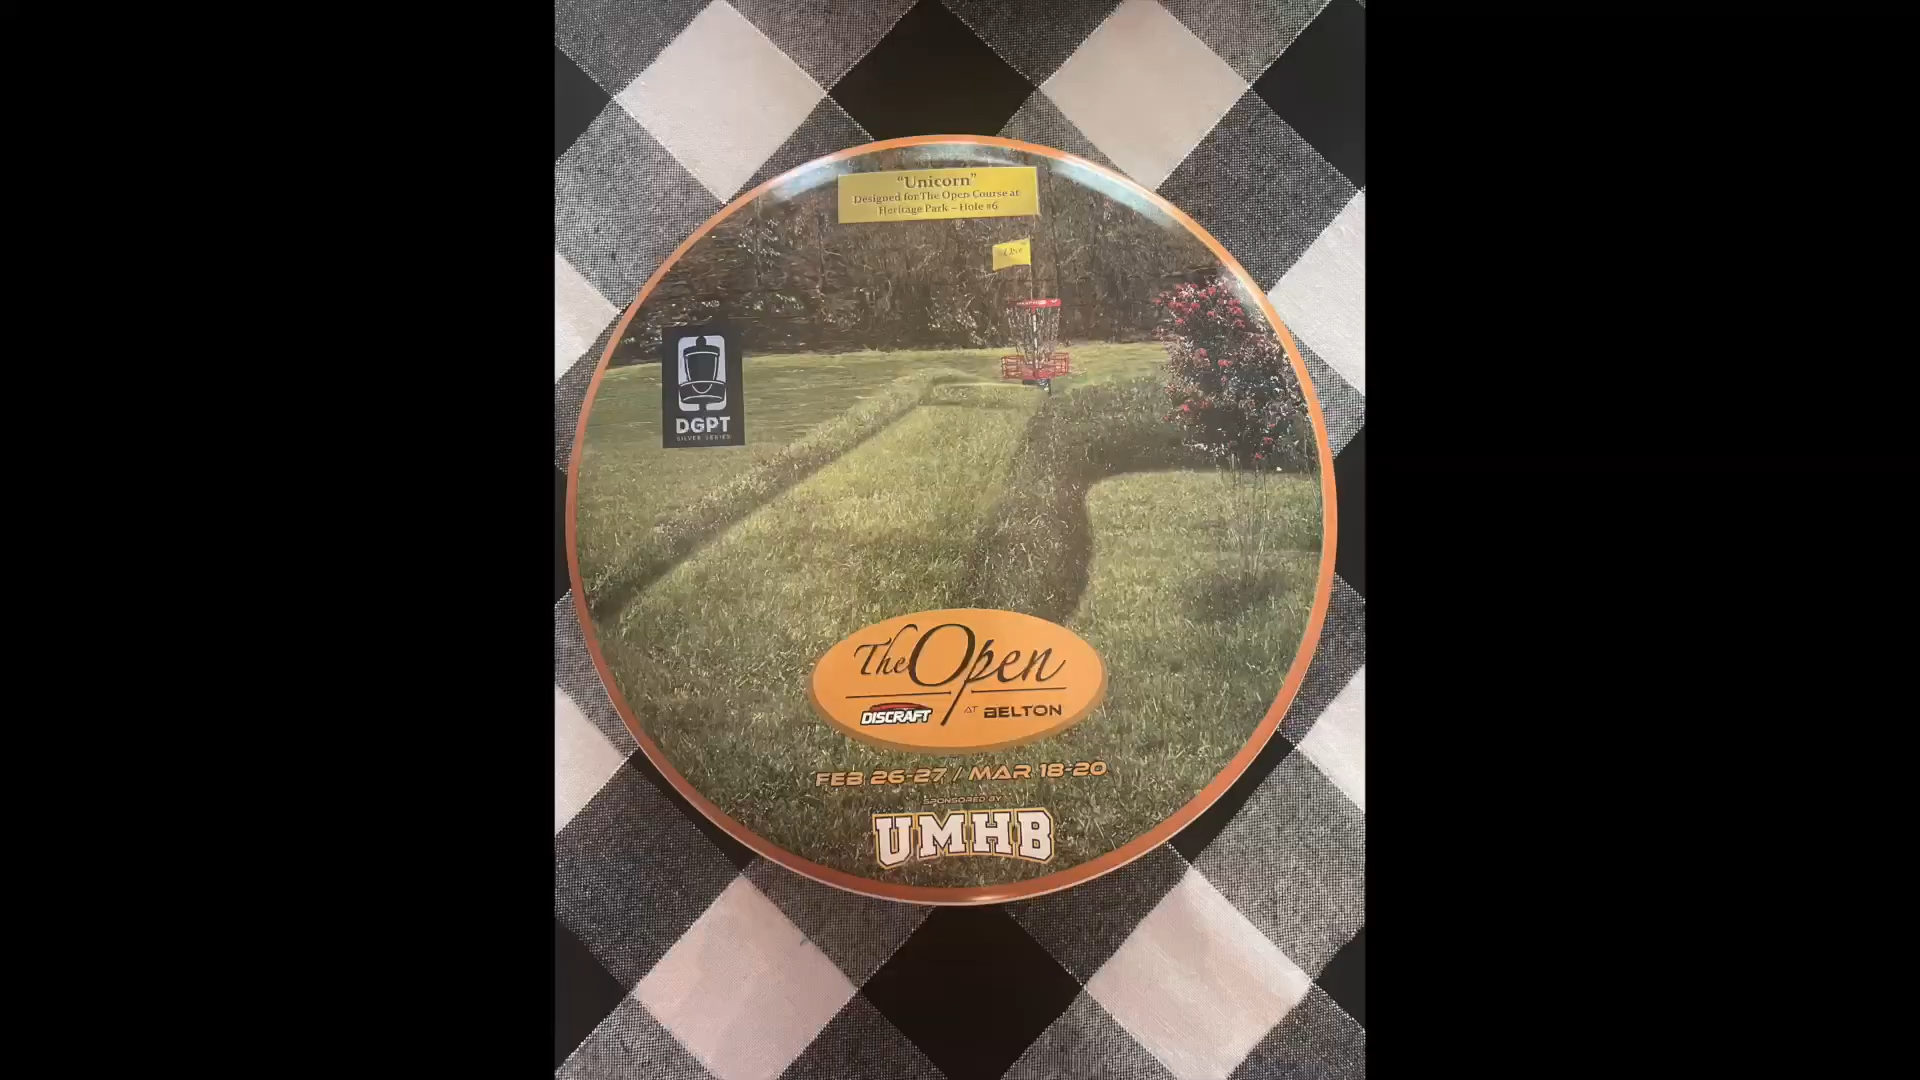 “Unicorn”
Designed for The Open Course at
Heritage Park – Hole #6
DGPT
SILVER SERIES
The Open
DISCRAFT AT BELTON
FEB 26-27 / MAR 18-20
SPONSORED BY
UMHB